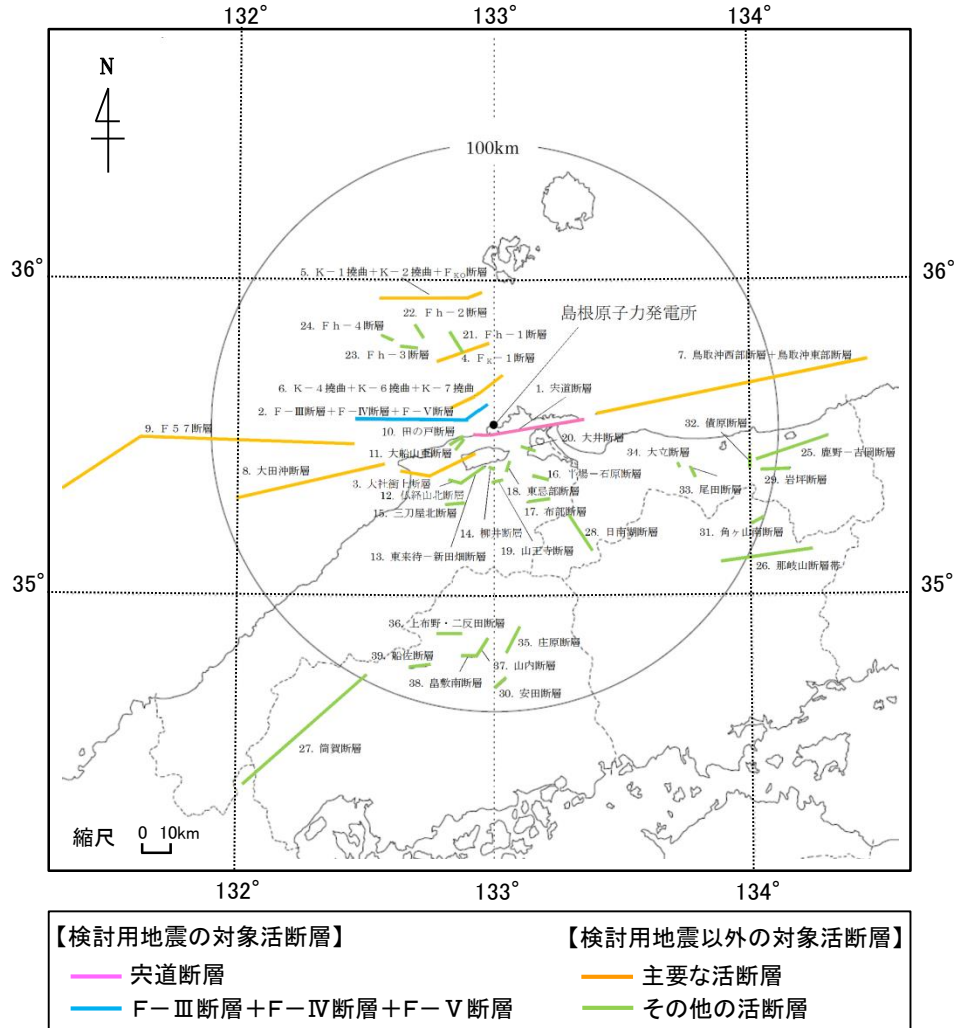 132°
133°
134°
N
100km
36°
36°
5. K-1撓曲+K-2撓曲+FKO断層
22. Fh-2断層
島根原子力発電所
24. Fh-4断層
21. Fh-1断層
23. Fh-3断層
4. FK-1断層
7. 鳥取沖西部断層+鳥取沖東部断層
6. K-4撓曲+K-6撓曲+K-7撓曲
1. 宍道断層
2. F-Ⅲ断層+F-Ⅳ断層+F-Ⅴ断層
32. 値原断層
9. F57断層
10. 田の戸断層
20. 大井断層
11. 大船山東断層
34. 大立断層
25. 鹿野-吉岡断層
8. 大田沖断層
3. 大社衝上断層
16. 半場-石原断層
29. 岩坪断層
12. 仏経山北断層
18. 東忌部断層
33. 尾田断層
15. 三刀屋北断層
17. 布部断層
14. 柳井断層
28. 日南湖断層
31. 角ヶ山南断層
13. 東来待-新田畑断層
19. 山王寺断層
26. 那岐山断層帯
35°
35°
36. 上布野・二反田断層
35. 庄原断層
39. 船佐断層
37. 山内断層
38. 畠敷南断層
30. 安田断層
27. 筒賀断層
縮尺 0 10km
132°
133°
134°
【検討用地震の対象活断層】
宍道断層
F-Ⅲ断層+F-Ⅳ断層+F-Ⅴ断層
【検討用地震以外の対象活断層】
主要な活断層
その他の活断層